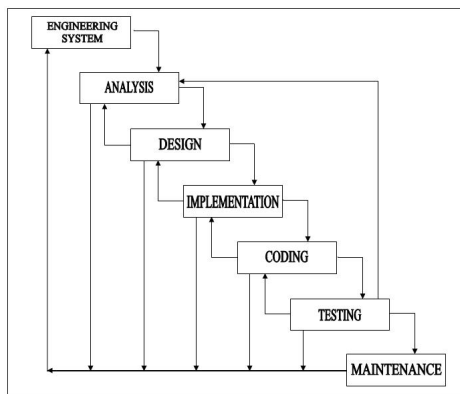 ENGINEERING
SYSTEM
ANALYSIS
DESIGN
IMPLEMENTATION
CODING
TESTING
MAINTENANCE